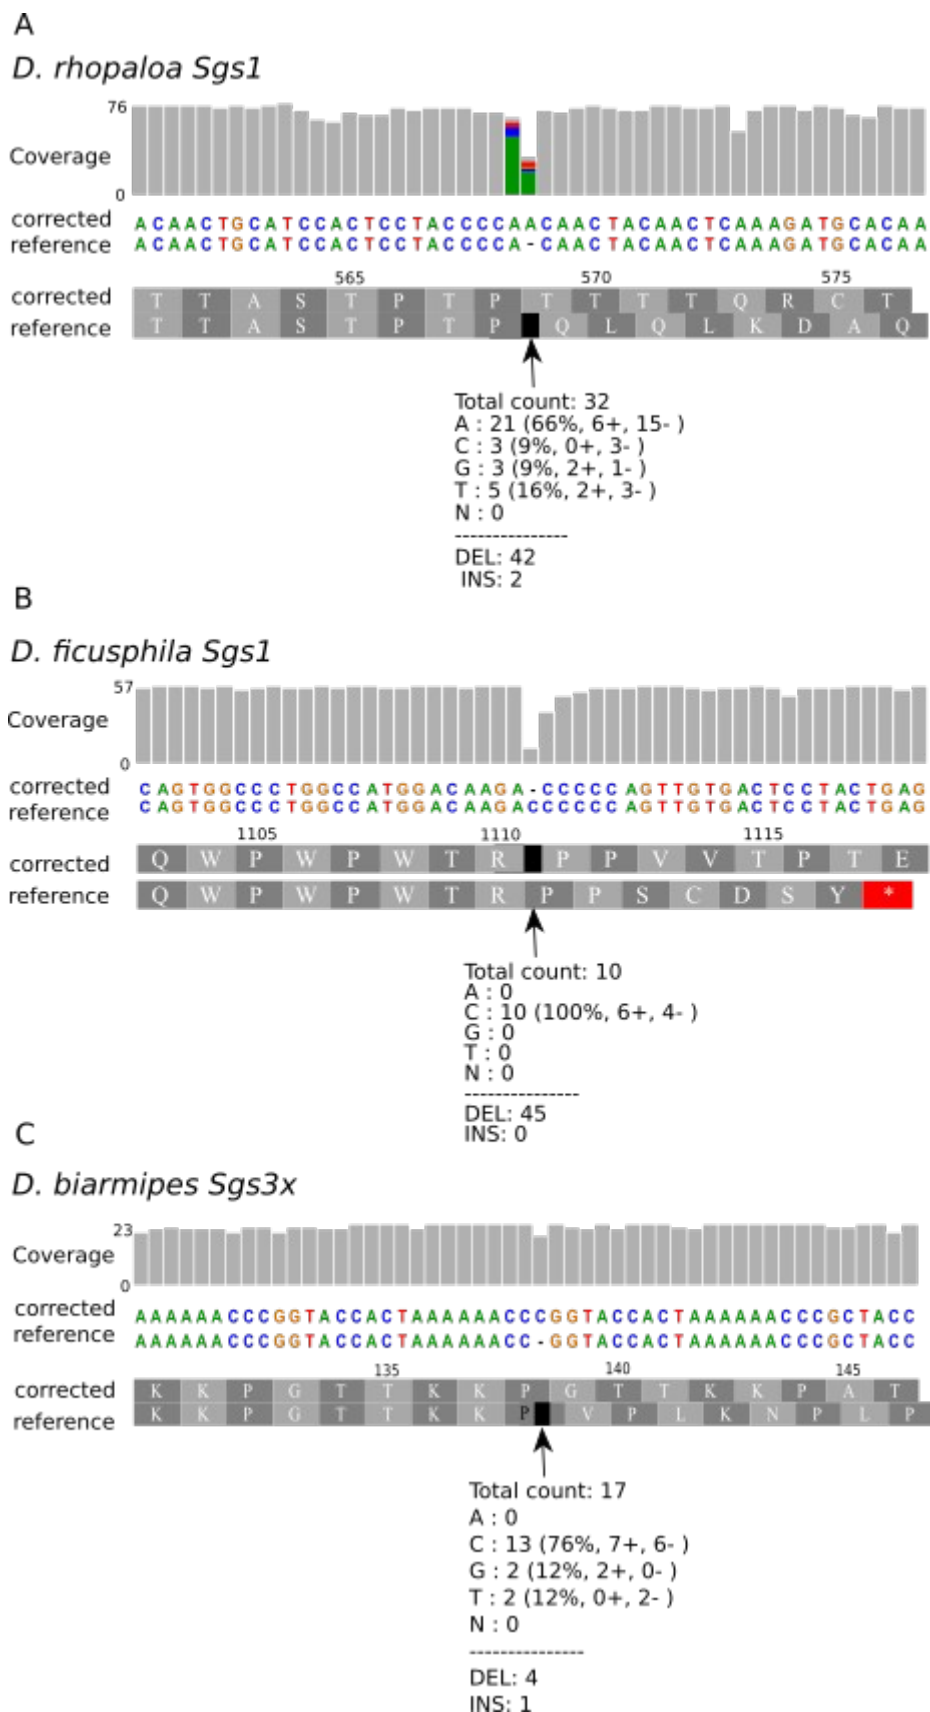 A
D. rhopaloa Sgs1
76
Coverage
0
corrected ACAACTGCATCCACTCCTACCCCAACAACTACAACTCAAAGATGCACAA
reference ACAACTGCATCCACTCCTACCCCA-CAACTACAACTCAAAGATGCACAA
565 570 575
corrected T T A S T P T P T T T T Q R C T
reference T T A S T P T P Q L Q L K D A Q
Total count: 32
A : 21 (66%, 6+, 15- )
C : 3 (9%, 0+, 3- )
G : 3 (9%, 2+, 1- )
T : 5 (16%, 2+, 3- )
N : 0
---------------
DEL: 42
INS: 2
B
D. ficusphila Sgs1
57
Coverage
0
corrected CAGTGGCCCTGGCCATGGACAAGA-CCCCCAGTTGTGACTCCTACTGAG
reference CAGTGGCCCTGGCCATGGACAAGACCCCCCAGTTGTGACTCCTACTGAG
1105 1110 1115
corrected Q W P W P W T R P P V V T P T E
reference Q W P W P W T R P P S C D S Y *
Total count: 10
A : 0
C : 10 (100%, 6+, 4- )
G : 0
T : 0
N : 0
---------------
DEL: 45
INS: 0
C
D. biarmipes Sgs3x
23
Coverage
0
corrected AAAAAACCCGGTACCACTAAAAAACCCGGTACCACTAAAAAACCCGCTACC
reference AAAAAACCCGGTACCACTAAAAAACC-GGTACCACTAAAAAACCCGCTACC
135 140 145
corrected K K P G T T K K P G T T K K P A T
reference K K P G T T K K P V P L K N P L P
Total count: 17
A : 0
C : 13 (76%, 7+, 6- )
G : 2 (12%, 2+, 0- )
T : 2 (12%, 0+, 2- )
N : 0
---------------
DEL: 4
INS: 1